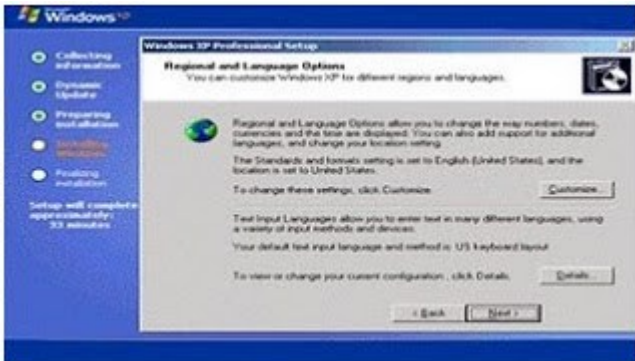 Windows xp
Collecting
information
Dynamic
Update
Preparing
installation
Installing
Windows
Finalizing
installation
Setup will complete
approximately:
33 minutes
Windows XP Professional Setup
Regional and Language Options
You can customize Windows XP for different regions and languages.
Regional and Language Options allow you to change the way numbers, dates,
currencies and the time are displayed. You can also add support for additional
languages, and change your location setting.
The Standards and formats setting is set to English (United States), and the
location is set to United States.
To change these settings, click Customize.
Customize...
Text Input Languages allow you to enter text in many different languages, using
a variety of input methods and devices.
Your default text input language and method is: US keyboard layout
To view or change your current configuration, click Details.
Details...
< Back
Next >